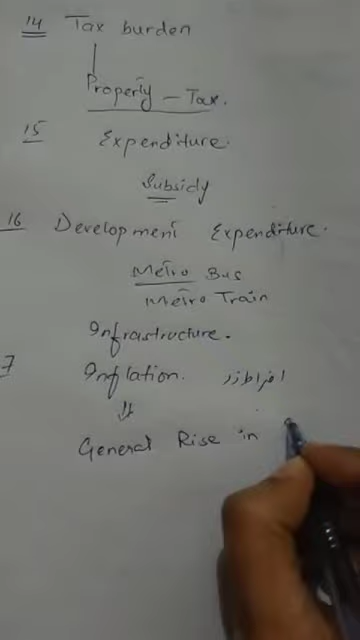 14 Tax burden
Property - Tax.
15 Expenditure.
Subsidy
16 Development Expenditure.
Metro Bus
Metro Train
Infrastructure.
7 Inflation. افراط زر
General Rise in